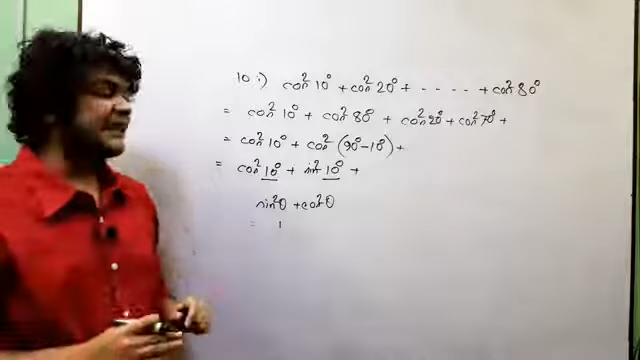 10. i) cos² 10° + cos² 20° + - - - - - + cos² 80°
= cos² 10° + cos² 80° + cos² 20° + cos² 70° +
= cos² 10° + cos² (90° - 10°) +
= cos² 10° + sin² 10° +
sin²θ + cos²θ
= 1